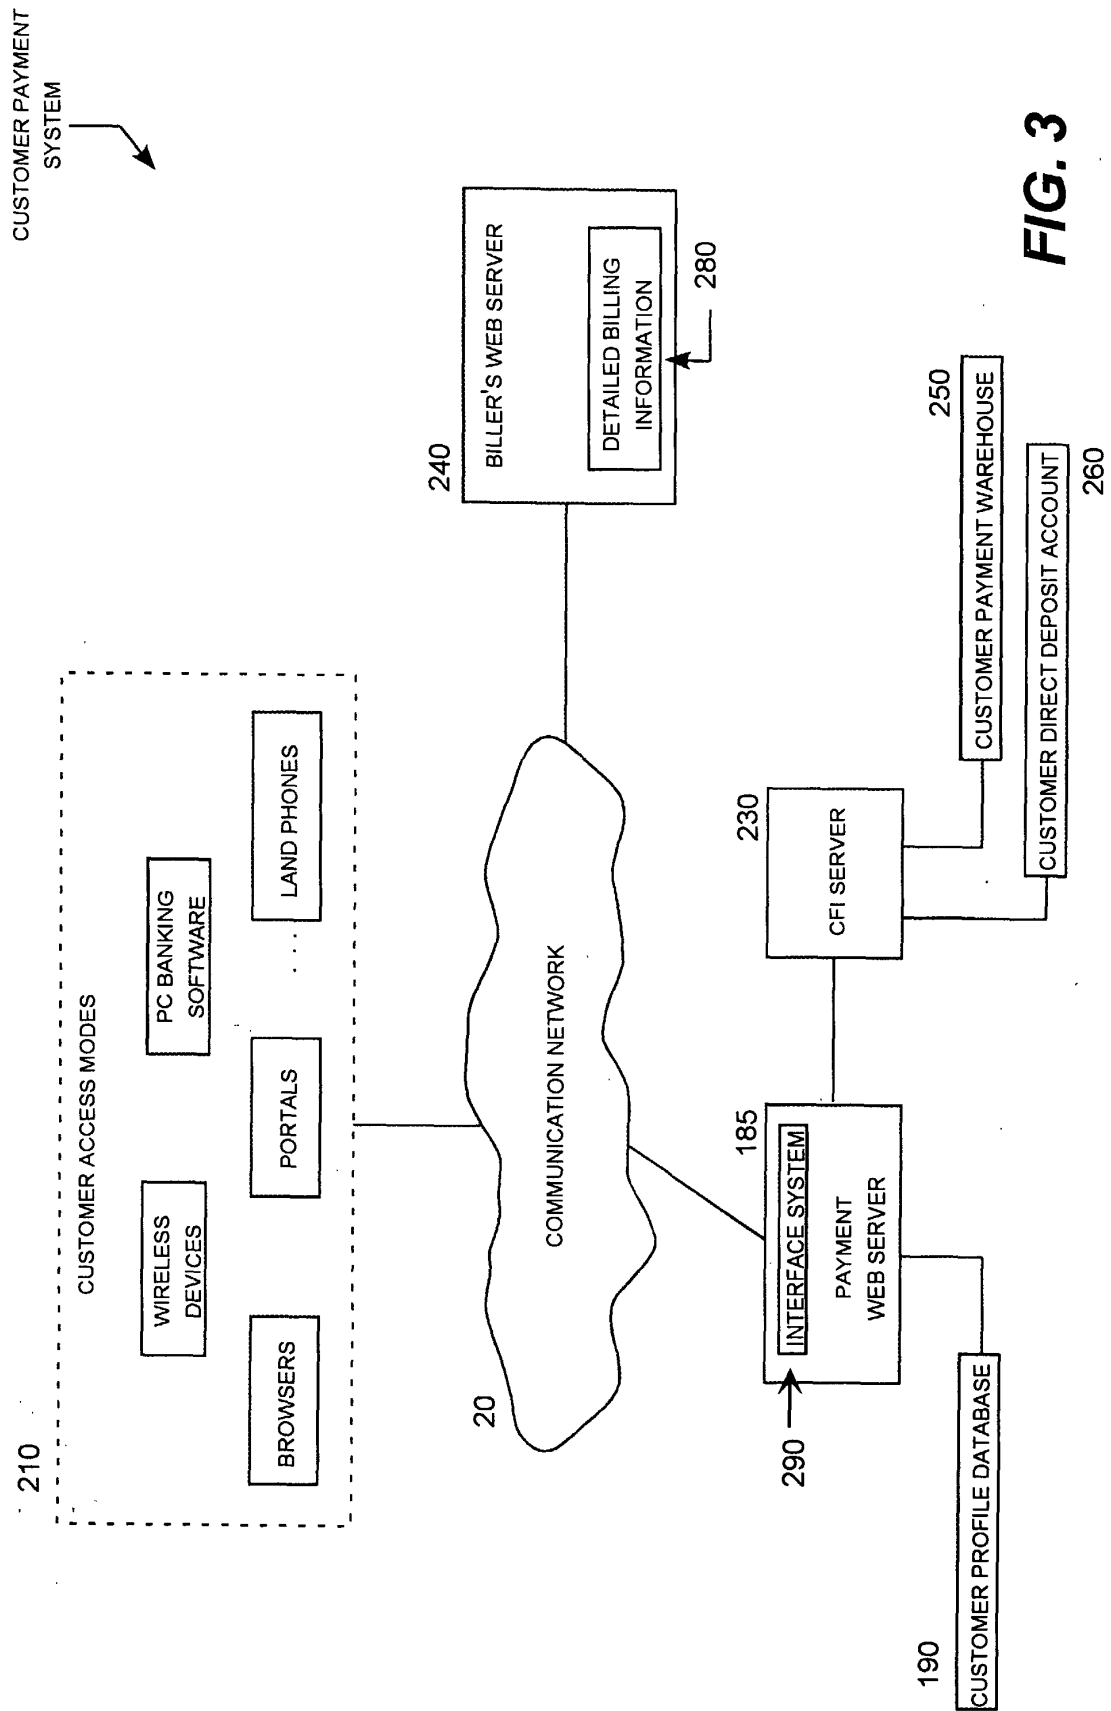 CUSTOMER PAYMENT
SYSTEM
210
CUSTOMER ACCESS MODES
WIRELESS
DEVICES
PC BANKING
SOFTWARE
BROWSERS
PORTALS
. . .
LAND PHONES
20
COMMUNICATION NETWORK
240
BILLER'S WEB SERVER
DETAILED BILLING
INFORMATION
280
185
INTERFACE SYSTEM
290
PAYMENT
WEB SERVER
230
CFI SERVER
190
CUSTOMER PROFILE DATABASE
250
CUSTOMER PAYMENT WAREHOUSE
CUSTOMER DIRECT DEPOSIT ACCOUNT
260
FIG. 3